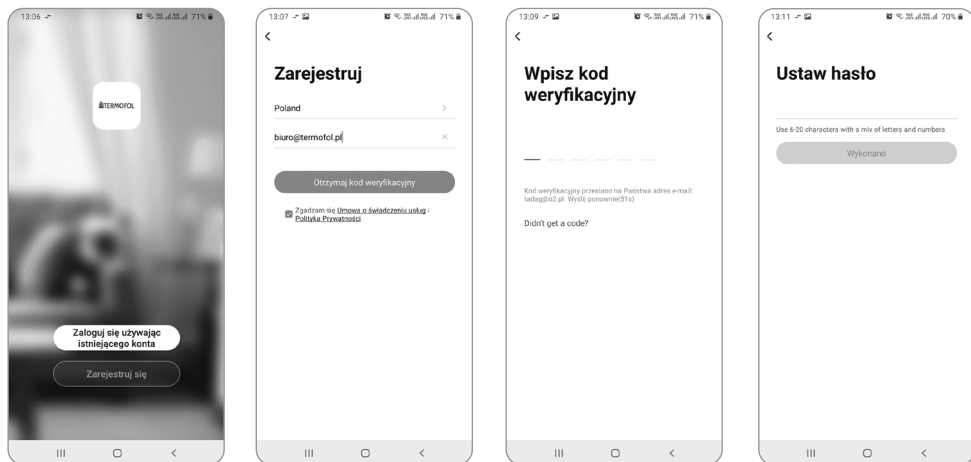 13:06
71%
TERMOFOL
Zaloguj się używając
istniejącego konta
Zarejestruj się
13:07
71%
Zarejestruj
Poland
biuro@termofol.pl
Otrzymaj kod weryfikacyjny
Zgadzam się Umowa o świadczeniu usług i
Polityka Prywatności
13:09
71%
Wpisz kod
weryfikacyjny
Kod weryfikacyjny przesłano na Państwa adres e-mail:
tadag@o2.pl Wyślij ponownie(51s)
Didn't get a code?
13:11
70%
Ustaw hasło
Use 6-20 characters with a mix of letters and numbers
Wykonano